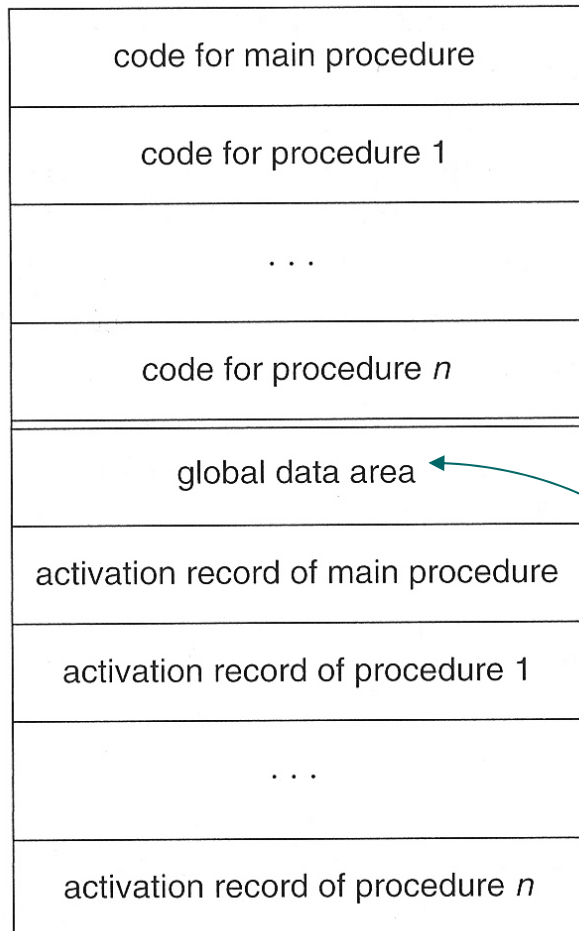 code for main procedure
code for procedure 1
. . .
code for procedure n
global data area
activation record of main procedure
activation record of procedure 1
. . .
activation record of procedure n